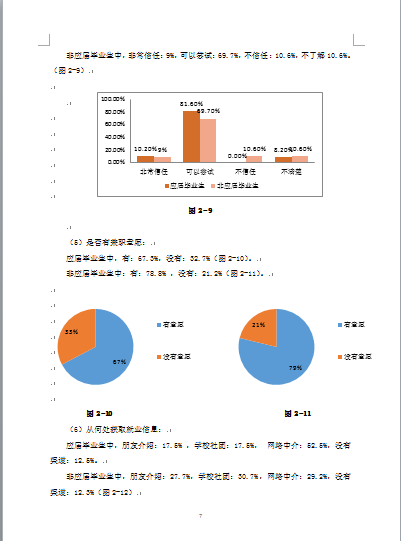 非应届毕业生中，非常信任：9%，可以尝试：69.7%，不信任：10.6%，不了解 10.6%。
（图 2-9）.
100.00%
80.00%
60.00%
40.00%
20.00%
0.00%
10.20%
9%
81.60%
69.70%
0.00%
10.60%
8.20%
10.60%
非常信任
可以尝试
不信任
不清楚
应届毕业生
非应届毕业生
图 2-9
（5）是否有兼职意愿：
应届毕业生中，有：67.3%，没有：32.7%（图 2-10）。
非应届毕业生中：有：78.8%，没有：21.2%（图 2-11）。
33%
67%
有意愿
没有意愿
21%
79%
有意愿
没有意愿
图 2-10
图 2-11
（6）从何处获取就业信息：
应届毕业生中，朋友介绍：17.5%，学校社团：17.5%， 网络中介：52.5%，没有
渠道：12.5%。
非应届毕业生中，朋友介绍：27.7%，学校社团：30.7%，网络中介：29.2%，没有
渠道：12.3%（图 2-12）
7